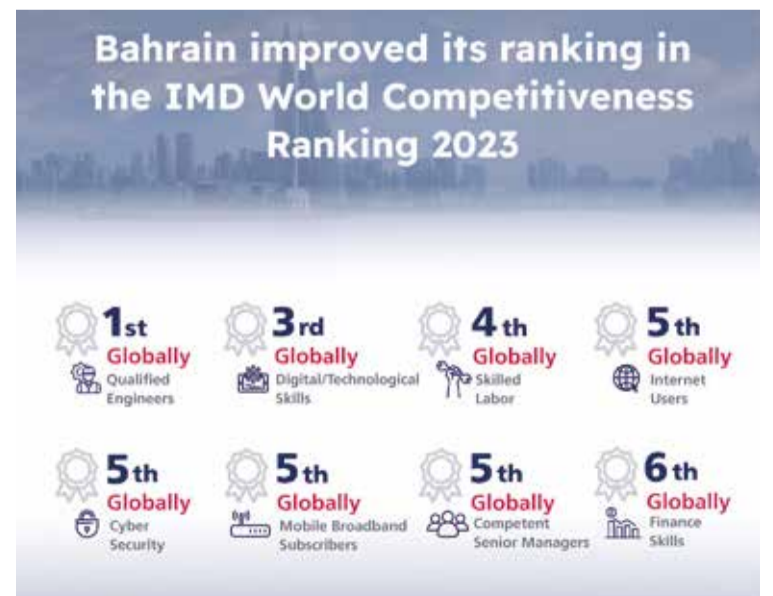 Bahrain improved its ranking in
the IMD World Competitiveness
Ranking 2023
1st
Globally
Qualified
Engineers
3rd
Globally
Digital/Technological
Skills
4th
Globally
Skilled
Labor
5th
Globally
Internet
Users
5th
Globally
Cyber
Security
5th
Globally
Mobile Broadband
Subscribers
5th
Globally
Competent
Senior Managers
6th
Globally
Finance
Skills